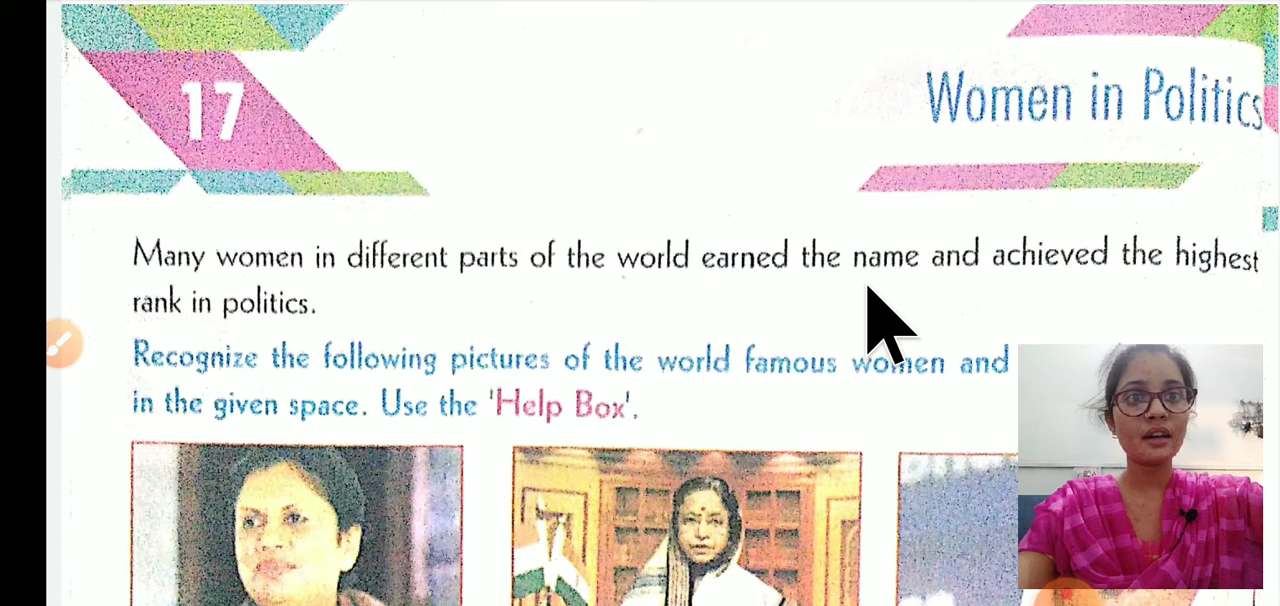 17
Women in Politics
Many women in different parts of the world earned the name and achieved the highest
rank in politics.
Recognize the following pictures of the world famous women and
in the given space. Use the 'Help Box'.